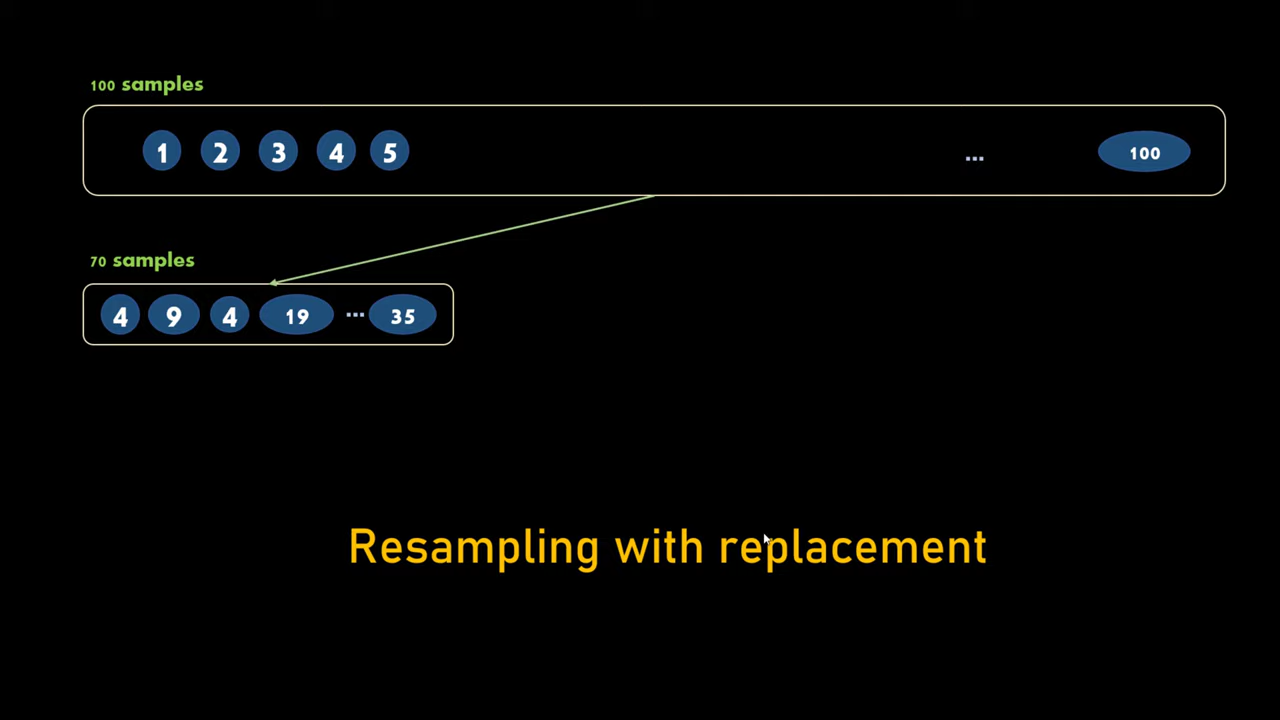 100 samples
1 2 3 4 5 ... 100
70 samples
4 9 4 19 ... 35
Resampling with replacement